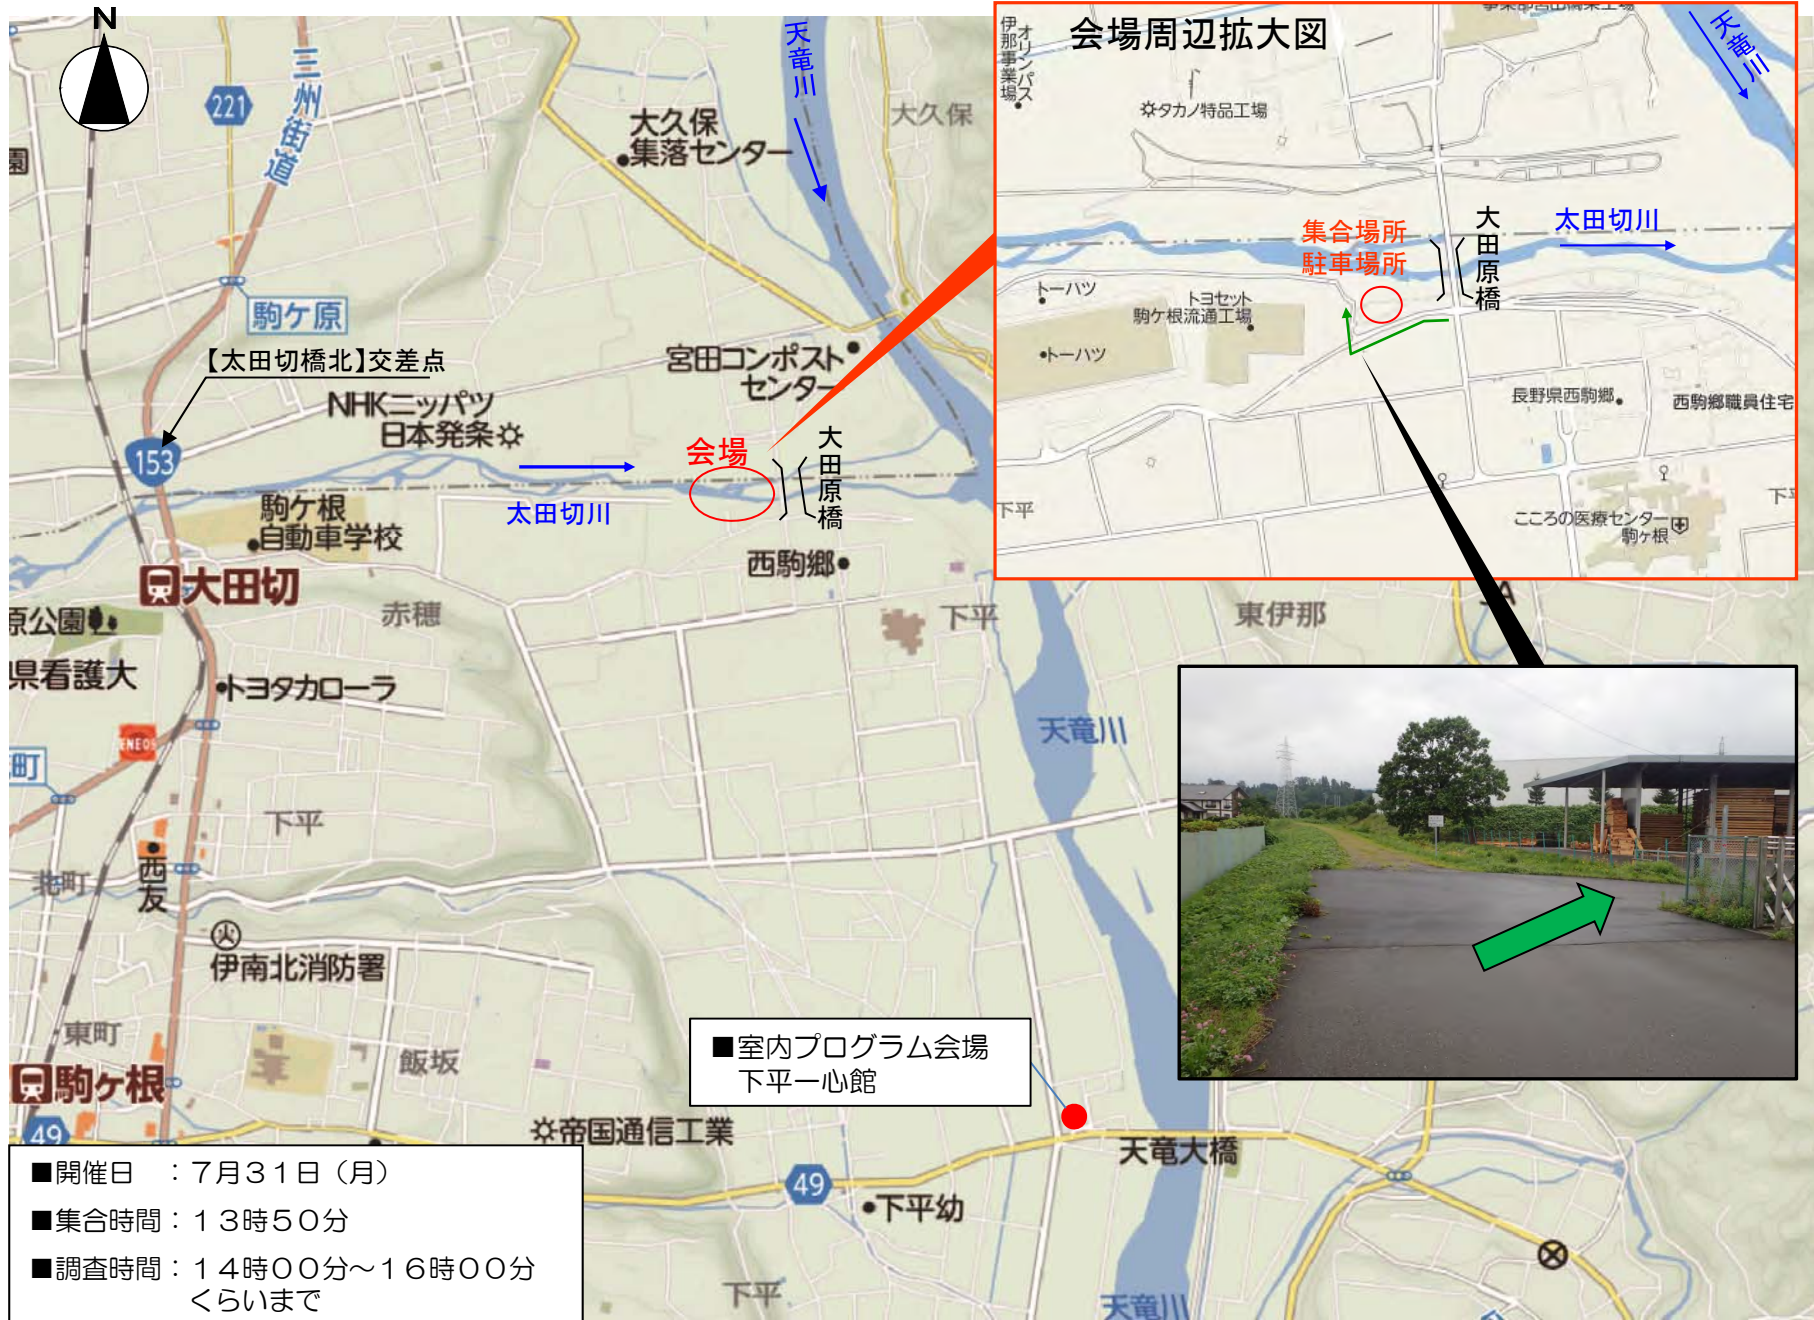 N
天竜川
三州街道
221
大久保
集落センター
大久保
園
駒ケ原
【太田切橋北】交差点
宮田コンポスト
センター
NHKニッパツ
日本発条
153
会場
大田原橋
太田切川
駒ケ根
自動車学校
大田切
西駒郷
赤穂
下平
東伊那
原公園
県看護大
トヨタカローラ
ENEOS
町
天竜川
下平
西友
北町
火
伊南北消防署
東町
飯坂
駒ヶ根
49
帝国通信工業
■室内プログラム会場
下平一心館
天竜大橋
49
下平幼
下平
天竜川
■開催日　：７月３１日（月）
■集合時間：１３時５０分
■調査時間：１４時００分～１６時００分
くらいまで
会場周辺拡大図
オリンパス
伊那事業場
タカノ特品工場
天竜川
集合場所
駐車場所
大田原橋
太田切川
トーハツ
トヨセット
駒ケ根流通工場
トーハツ
長野県西駒郷
西駒郷職員住宅
下平
こころの医療センター
駒ヶ根